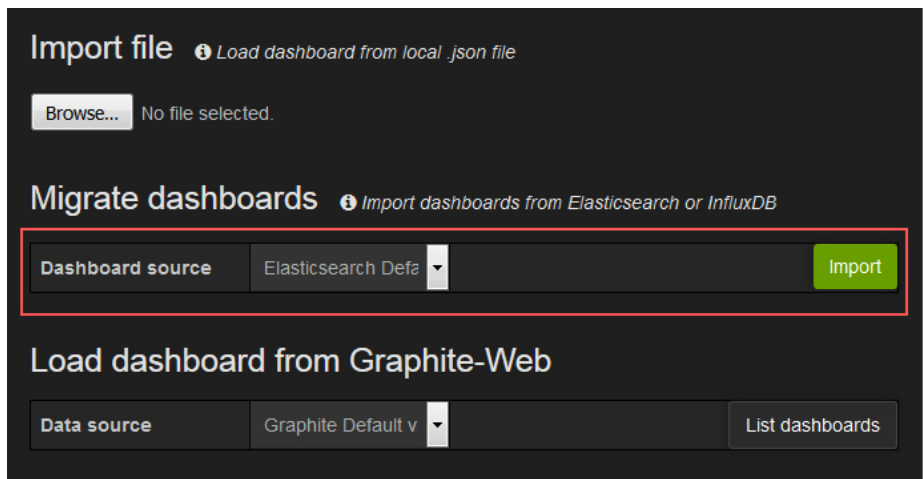 Import file Load dashboard from local .json file
Browse... No file selected.
Migrate dashboards Import dashboards from Elasticsearch or InfluxDB
Dashboard source Elasticsearch Defa Import
Load dashboard from Graphite-Web
Data source Graphite Default v List dashboards